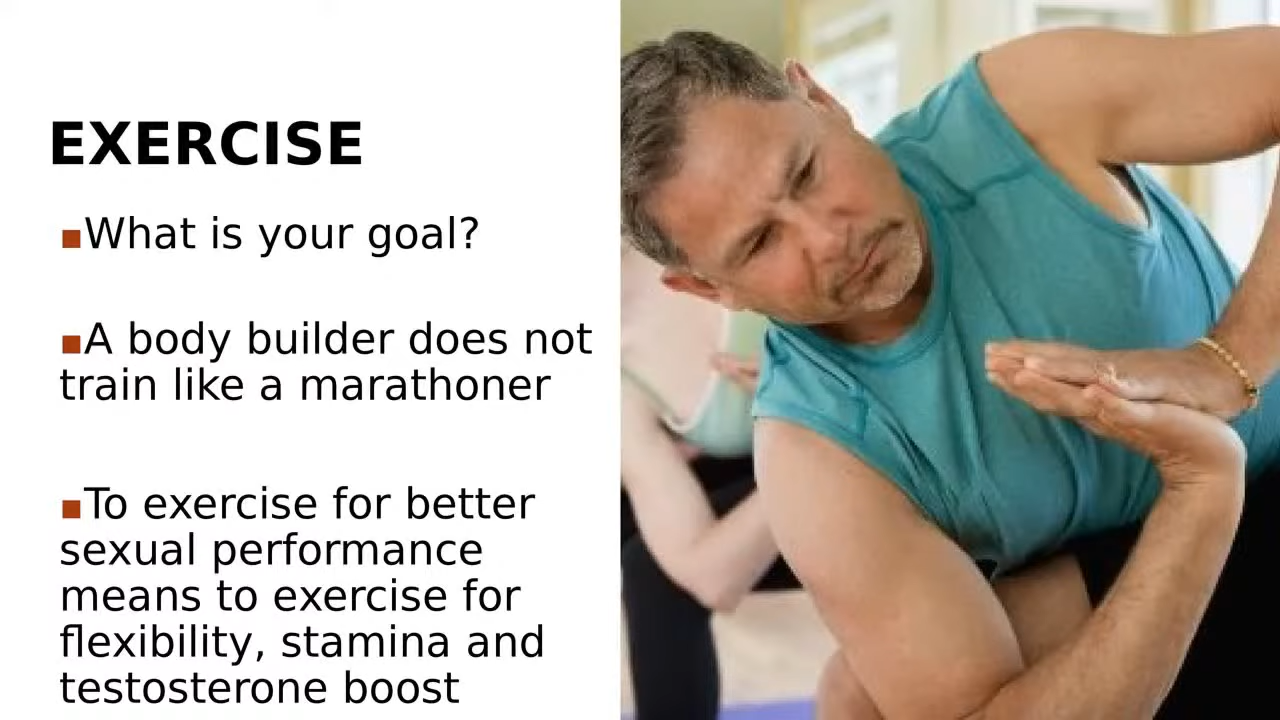 EXERCISE
▪What is your goal?
▪A body builder does not
train like a marathoner
▪To exercise for better
sexual performance
means to exercise for
flexibility, stamina and
testosterone boost